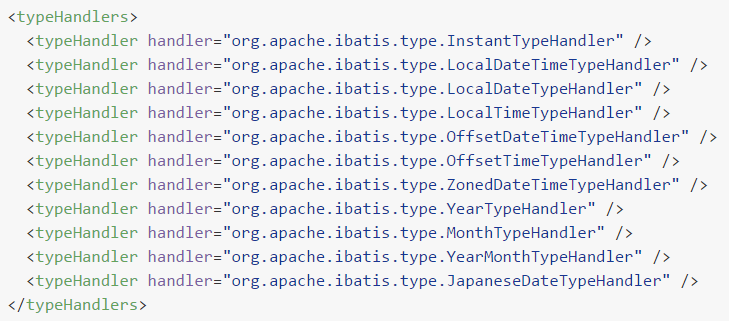 <typeHandlers>
  <typeHandler handler="org.apache.ibatis.type.InstantTypeHandler" />
  <typeHandler handler="org.apache.ibatis.type.LocalDateTimeTypeHandler" />
  <typeHandler handler="org.apache.ibatis.type.LocalDateTypeHandler" />
  <typeHandler handler="org.apache.ibatis.type.LocalTimeTypeHandler" />
  <typeHandler handler="org.apache.ibatis.type.OffsetDateTimeTypeHandler" />
  <typeHandler handler="org.apache.ibatis.type.OffsetTimeTypeHandler" />
  <typeHandler handler="org.apache.ibatis.type.ZonedDateTimeTypeHandler" />
  <typeHandler handler="org.apache.ibatis.type.YearTypeHandler" />
  <typeHandler handler="org.apache.ibatis.type.MonthTypeHandler" />
  <typeHandler handler="org.apache.ibatis.type.YearMonthTypeHandler" />
  <typeHandler handler="org.apache.ibatis.type.JapaneseDateTypeHandler" />
</typeHandlers>